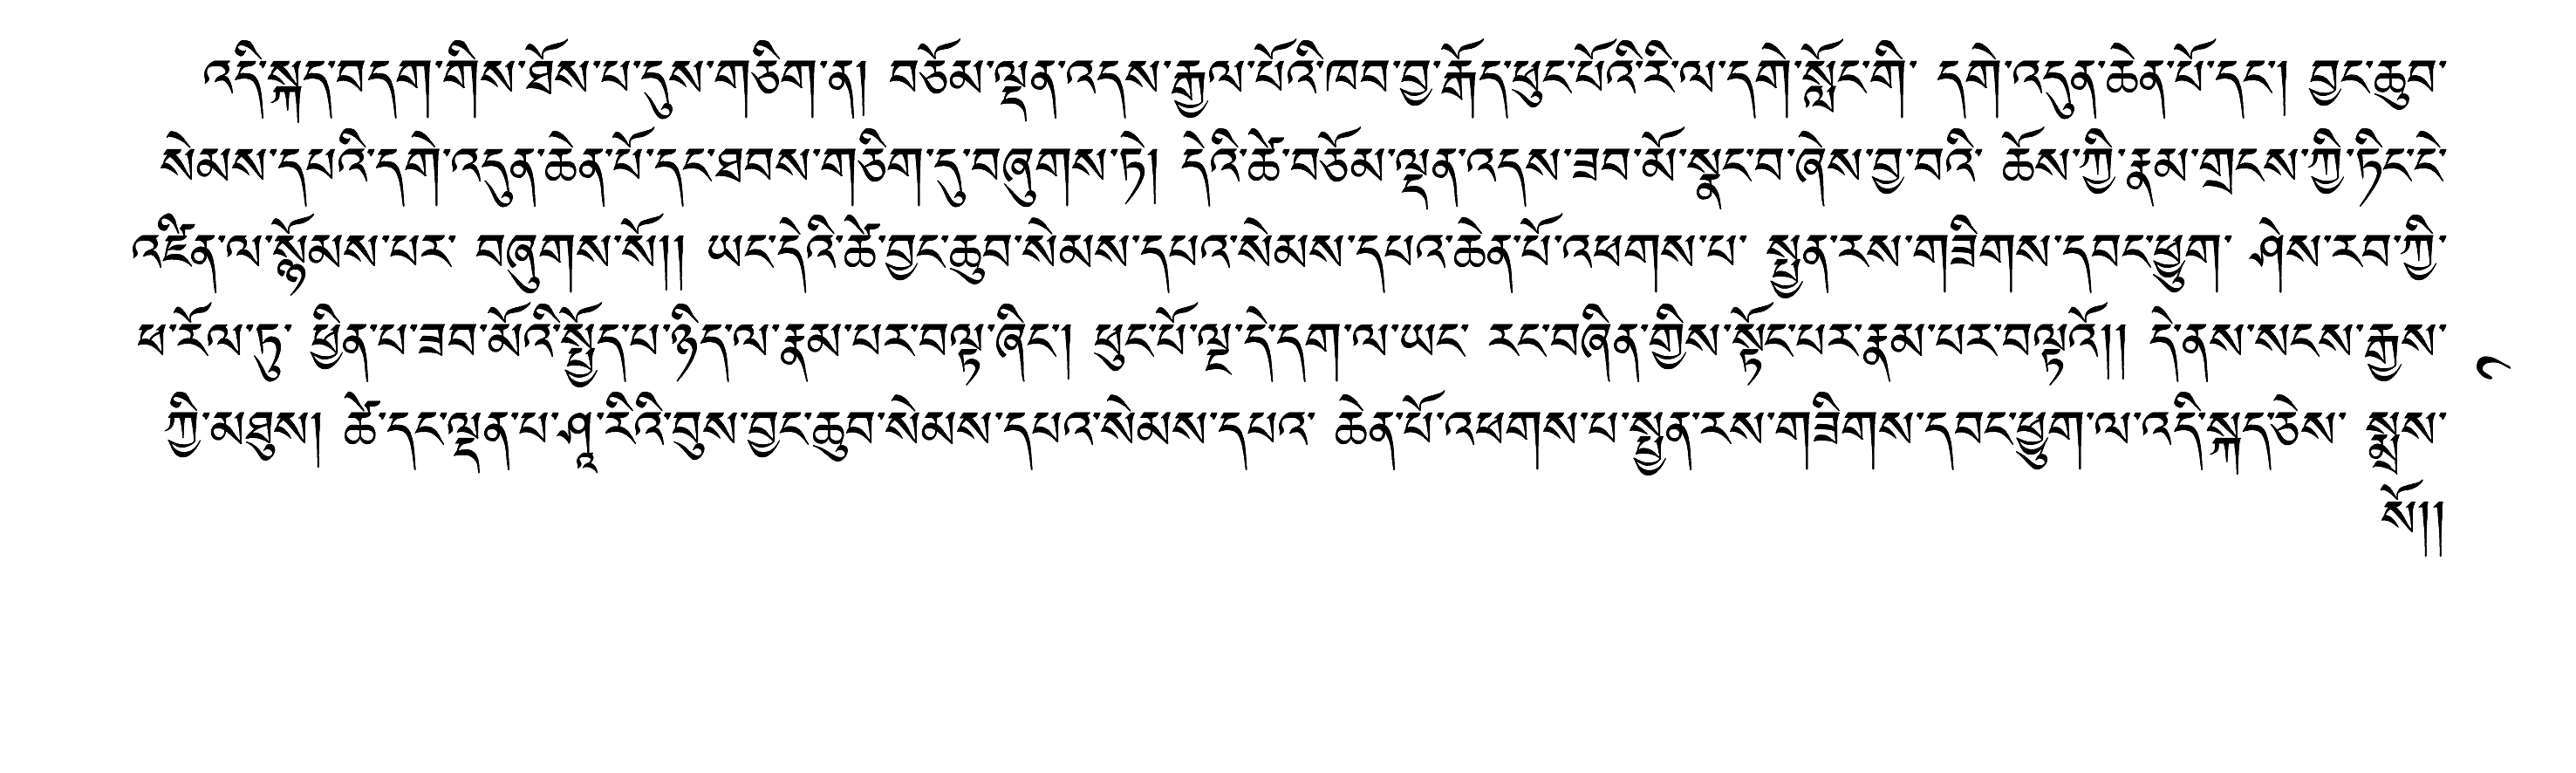 འདི་སྐད་བདག་གིས་ཐོས་པ་དུས་གཅིག་ན། བཅོམ་ལྡན་འདས་རྒྱལ་པོའི་ཁབ་བྱ་རྒོད་ཕུང་པོའི་རི་ལ་དགེ་སློང་གི་ དགེ་འདུན་ཆེན་པོ་དང་། བྱང་ཆུབ་
སེམས་དཔའི་དགེ་འདུན་ཆེན་པོ་དང་ཐབས་གཅིག་ཏུ་བཞུགས་ཏེ། དེའི་ཚེ་བཅོམ་ལྡན་འདས་ཟབ་མོ་སྣང་བ་ཞེས་བྱ་བའི་ ཆོས་ཀྱི་རྣམ་གྲངས་ཀྱི་ཏིང་ངེ་
འཛིན་ལ་སྙོམས་པར་ བཞུགས་སོ།། ཡང་དེའི་ཚེ་བྱང་ཆུབ་སེམས་དཔའ་སེམས་དཔའ་ཆེན་པོ་འཕགས་པ་ སྤྱན་རས་གཟིགས་དབང་ཕྱུག་ ཤེས་རབ་ཀྱི་
ཕ་རོལ་ཏུ་ ཕྱིན་པ་ཟབ་མོའི་སྤྱོད་པ་ཉིད་ལ་རྣམ་པར་བལྟ་ཞིང་། ཕུང་པོ་ལྔ་དེ་དག་ལ་ཡང་ རང་བཞིན་གྱིས་སྟོང་པར་རྣམ་པར་བལྟའོ།། དེ་ནས་སངས་རྒྱས་
༡
ཀྱི་མཐུས། ཚེ་དང་ལྡན་པ་ཤཱ་རིའི་བུས་བྱང་ཆུབ་སེམས་དཔའ་སེམས་དཔའ་ ཆེན་པོ་འཕགས་པ་སྤྱན་རས་གཟིགས་དབང་ཕྱུག་ལ་འདི་སྐད་ཅེས་ སྨྲས་
སོ།།